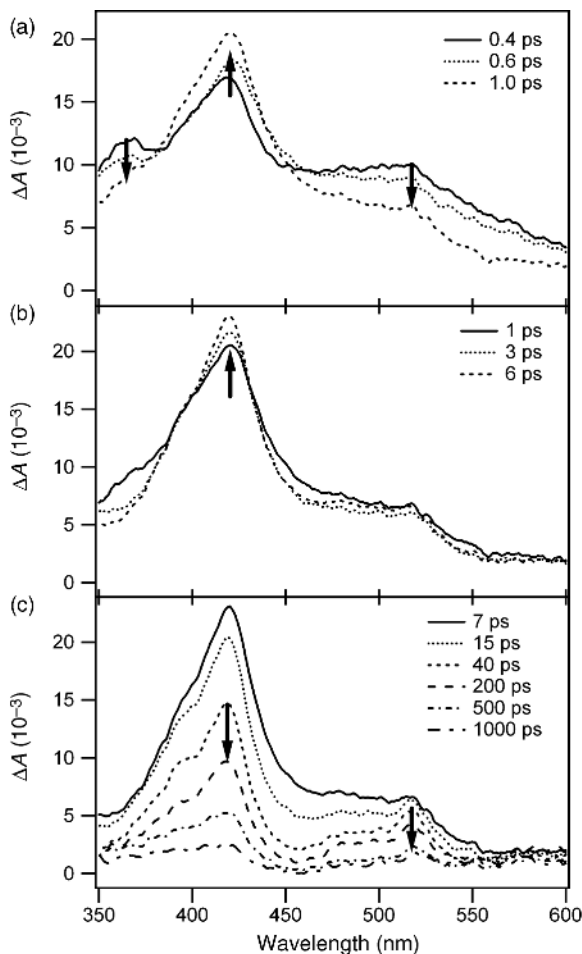 (a)
20
15
10
5
0
ΔA (10⁻³)
0.4 ps
0.6 ps
1.0 ps
(b)
20
15
10
5
0
ΔA (10⁻³)
1 ps
3 ps
6 ps
(c)
20
15
10
5
0
ΔA (10⁻³)
7 ps
15 ps
40 ps
200 ps
500 ps
1000 ps
350 400 450 500 550 600
Wavelength (nm)